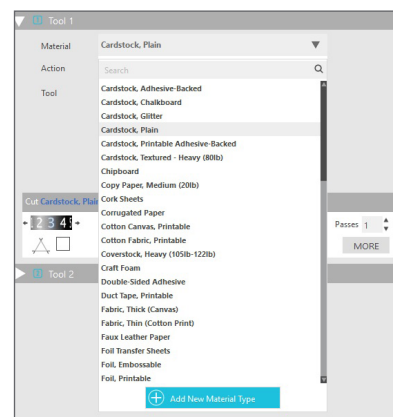 Tool 1
Material
Cardstock, Plain
Action
Search
Tool
Cardstock, Adhesive-Backed
Cardstock, Chalkboard
Cardstock, Glitter
Cardstock, Plain
Cardstock, Printable Adhesive-Backed
Cardstock, Textured - Heavy (80lb)
Chipboard
Copy Paper, Medium (20lb)
Cork Sheets
Corrugated Paper
Cotton Canvas, Printable
Cotton Fabric, Printable
Coverstock, Heavy (105lb-122lb)
Craft Foam
Double-Sided Adhesive
Duct Tape, Printable
Fabric, Thick (Canvas)
Fabric, Thin (Cotton Print)
Faux Leather Paper
Foil Transfer Sheets
Foil, Embossable
Foil, Printable
Add New Material Type
Cut Cardstock, Plai
1 2 3 4
Passes 1
MORE
Tool 2